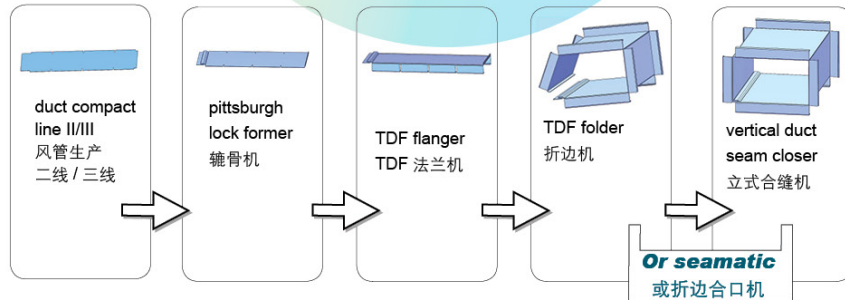 duct compact
line II/III
风管生产
二线 / 三线
pittsburgh
lock former
辘骨机
TDF flanger
TDF 法兰机
TDF folder
折边机
vertical duct
seam closer
立式合缝机
Or seamatic
或折边合口机